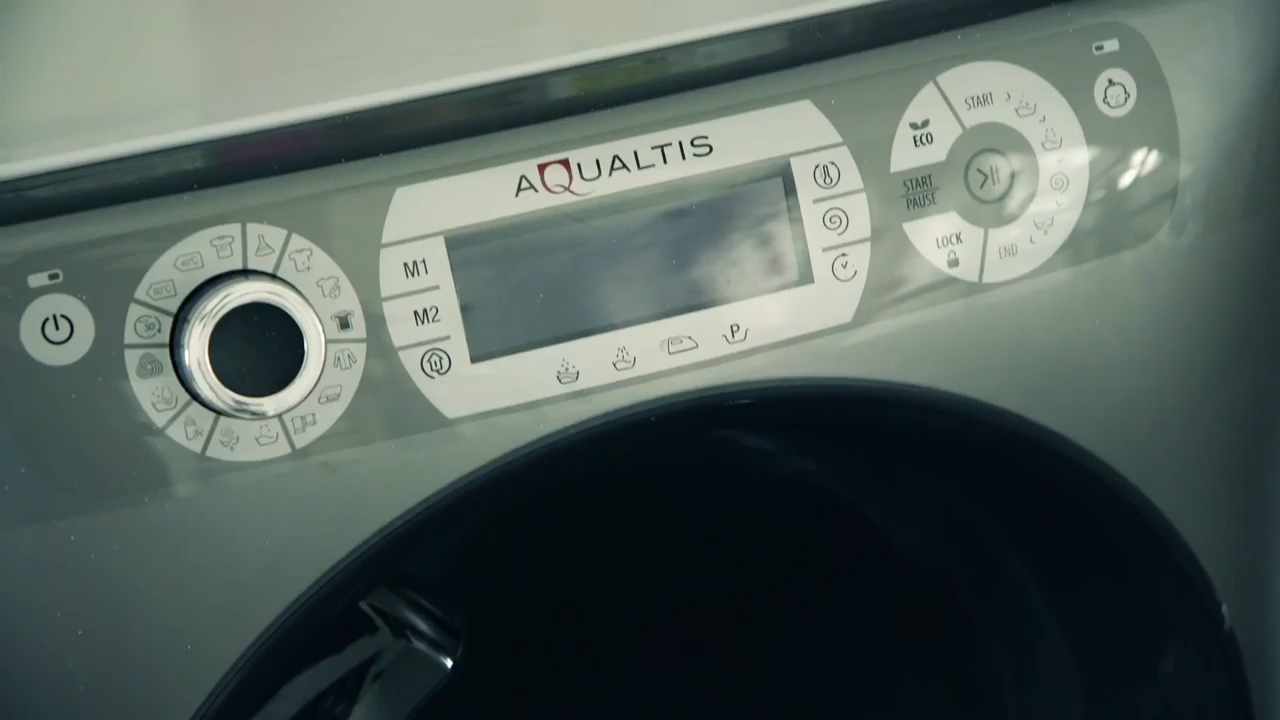 AQUALTIS
M1
M2
P
ECO
START
START
PAUSE
LOCK
END